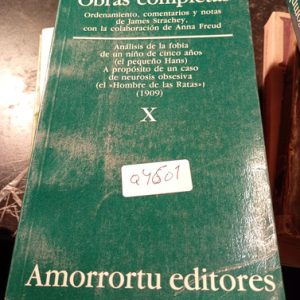 Obras completas
Ordenamiento, comentarios y notas
de James Strachey,
con la colaboración de Anna Freud
Análisis de la fobia
de un niño de cinco años
(el pequeño Hans)
A propósito de un caso
de neurosis obsesiva
(el «Hombre de las Ratas»)
(1909)
X
Amorrortu editores